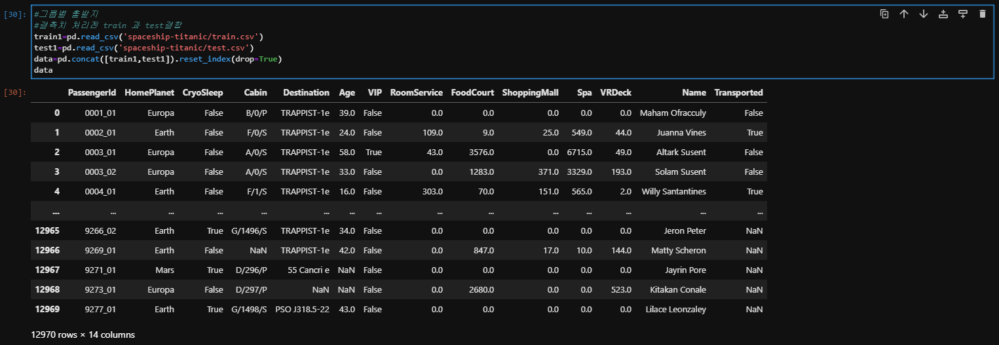 [30]: #그룹별 출발지
#결측치 처리전 train 과 test결합
train1=pd.read_csv('spaceship-titanic/train.csv')
test1=pd.read_csv('spaceship-titanic/test.csv')
data=pd.concat([train1,test1]).reset_index(drop=True)
data
[30]: PassengerId HomePlanet CryoSleep Cabin Destination Age VIP RoomService FoodCourt ShoppingMall Spa VRDeck Name Transported
0 0001_01 Europa False B/0/P TRAPPIST-1e 39.0 False 0.0 0.0 0.0 0.0 0.0 Maham Ofracculy False
1 0002_01 Earth False F/0/S TRAPPIST-1e 24.0 False 109.0 9.0 25.0 549.0 44.0 Juanna Vines True
2 0003_01 Europa False A/0/S TRAPPIST-1e 58.0 True 43.0 3576.0 0.0 6715.0 49.0 Altark Susent False
3 0003_02 Europa False A/0/S TRAPPIST-1e 33.0 False 0.0 1283.0 371.0 3329.0 193.0 Solam Susent False
4 0004_01 Earth False F/1/S TRAPPIST-1e 16.0 False 303.0 70.0 151.0 565.0 2.0 Willy Santantines True
... ... ... ... ... ... ... ... ... ... ... ... ... ... ...
12965 9266_02 Earth True G/1496/S TRAPPIST-1e 34.0 False 0.0 0.0 0.0 0.0 0.0 Jeron Peter NaN
12966 9269_01 Earth False NaN TRAPPIST-1e 42.0 False 0.0 847.0 17.0 10.0 144.0 Matty Scheron NaN
12967 9271_01 Mars True D/296/P 55 Cancri e NaN False 0.0 0.0 0.0 0.0 0.0 Jayrin Pore NaN
12968 9273_01 Europa False D/297/P NaN NaN False 0.0 2680.0 0.0 0.0 523.0 Kitakan Conale NaN
12969 9277_01 Earth True G/1498/S PSO J318.5-22 43.0 False 0.0 0.0 0.0 0.0 0.0 Lilace Leonzaley NaN
12970 rows × 14 columns